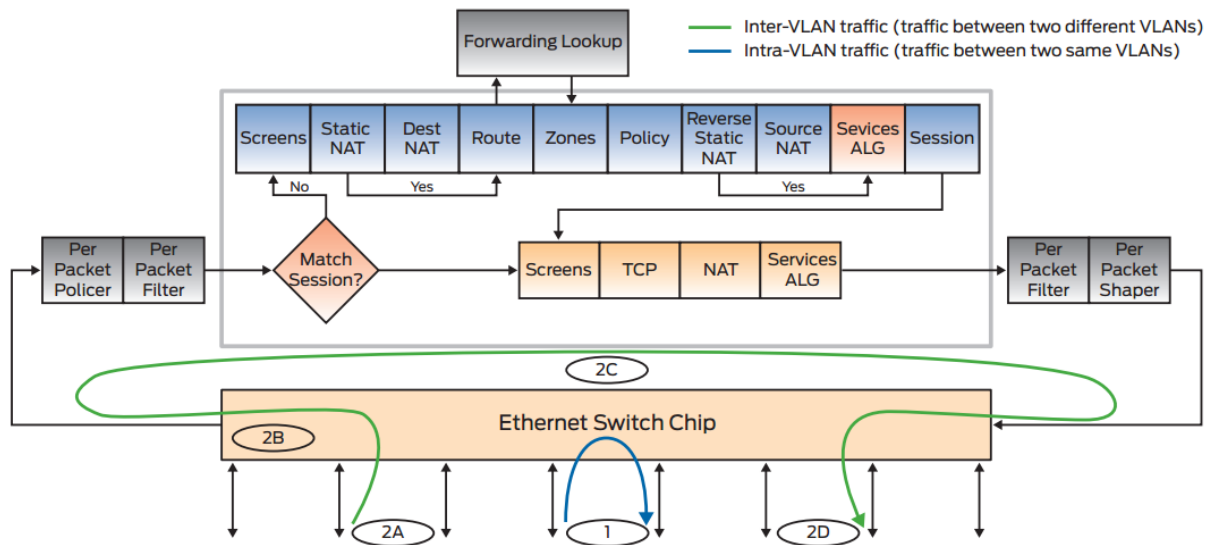 Forwarding Lookup
Inter-VLAN traffic (traffic between two different VLANs)
Intra-VLAN traffic (traffic between two same VLANs)
Screens
Static
NAT
Dest
NAT
Route
Zones
Policy
Reverse
Static
NAT
Source
NAT
Sevices
ALG
Session
No
Yes
Yes
Per
Packet
Policer
Per
Packet
Filter
Match
Session?
Screens
TCP
NAT
Services
ALG
Per
Packet
Filter
Per
Packet
Shaper
2C
Ethernet Switch Chip
2B
2A
1
2D